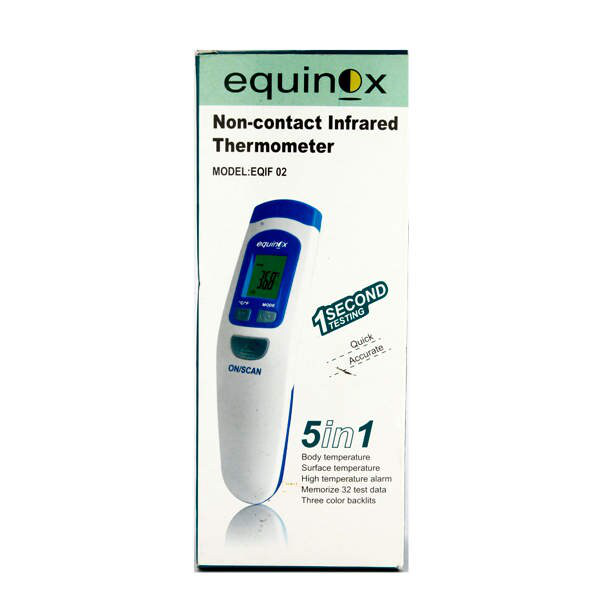 equinox
Non-contact Infrared
Thermometer
MODEL:EQIF 02
equinox
36.8
°C/°F MODE
ON/SCAN
1 SECOND
TESTING
Quick
Accurate
5in1
Body temperature
Surface temperature
High temperature alarm
Memorize 32 test data
Three color backlits